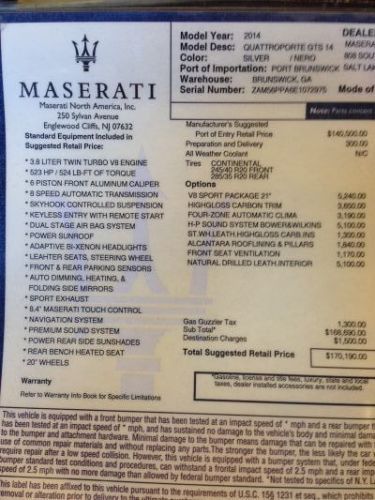 MASERATI
Maserati North America, Inc.
250 Sylvan Avenue
Englewood Cliffs, NJ 07632
Standard Equipment Included in
Suggested Retail Price:
* 3.8 LITER TWIN TURBO V8 ENGINE
* 523 HP / 524 LB-FT OF TORQUE
* 6 PISTON FRONT ALUMINUM CALIPER
* 8 SPEED AUTOMATIC TRANSMISSION
* SKYHOOK CONTROLLED SUSPENSION
* KEYLESS ENTRY WITH REMOTE START
* DUAL STAGE AIR BAG SYSTEM
* POWER SUNROOF
* ADAPTIVE BI-XENON HEADLIGHTS
* LEAHTER SEATS, STEERING WHEEL
* FRONT & REAR PARKING SENSORS
* AUTO DIMMING, HEATING, &
FOLDING SIDE MIRRORS
* SPORT EXHAUST
* 8.4" MASERATI TOUCH CONTROL
* NAVIGATION SYSTEM
* PREMIUM SOUND SYSTEM
* POWER REAR SIDE SUNSHADES
* REAR BENCH HEATED SEAT
* 20" WHEELS
Warranty
Refer to Warranty Info Book for Specific Limitations
Model Year: 2014 DEALE
Model Desc: QUATTROPORTE GTS 14 MASERA
Color: SILVER /NERO 808 SOU
Port of Importation: PORT BRUNSWICK SALT LAK
Warehouse: BRUNSWICK, GA
Serial Number: ZAM56PPA6E1072975 Mode of
Note: Parts content
Manufacturer's Suggested
Port of Entry Retail Price $140,500.00
Preparation and Delivery 300.00
All Weather Coolant N/C
Tires CONTINENTAL
245/40 R20 FRONT
285/35 R20 REAR
Options
V8 SPORT PACKAGE 21" 5,240.00
HIGHGLOSS CARBON TRIM 3,650.00
FOUR-ZONE AUTOMATIC CLIMA 3,190.00
H-P SOUND SYSTEM BOWER&WILKINS 5,100.00
ST.WH.LEATH.HIGHGLOSS CARB.INS 1,300.00
ALCANTARA ROOFLINING & PILLARS 1,840.00
FRONT SEAT VENTILATION 1,170.00
NATURAL DRILLED LEATH.INTERIOR 5,100.00
Gas Guzzler Tax 1,300.00
Sub Total* $168,690.00
Destination Charges $1,500.00
Total Suggested Retail Price $170,190.00
*Gasoline, license and title fees, luxury, state and local
taxes, dealer installed accessories are not included.
This vehicle is equipped with a front bumper that has been tested at an impact speed of * mph and a rear bumper th
has been tested at an impact speed of * mph, and has sustained no damage to the vehicle's body and minimal dama
to the bumper and attachment hardware. Minimal damage to the bumper means damage that can be repaired with t
use of common repair materials and without replacing any parts.The stronger the bumper, the less likely the car w
require repair after a low speed collision. However, this vehicle is equipped with a bumper system that, unde
bumper standard test conditions and procedures, can withstand a frontal impact speed of 2.5 mph and a rear imp
speed of 2.5 mph with no more damage than allowed by federal bumper standard. *Not tested to specifics of N.Y. L
This label has been affixed to this vehicle pursuant to the requirements of U.S.C. 15§ 1231 et seq., which prohibi
removal or alteration prior to delivery to the ultimate